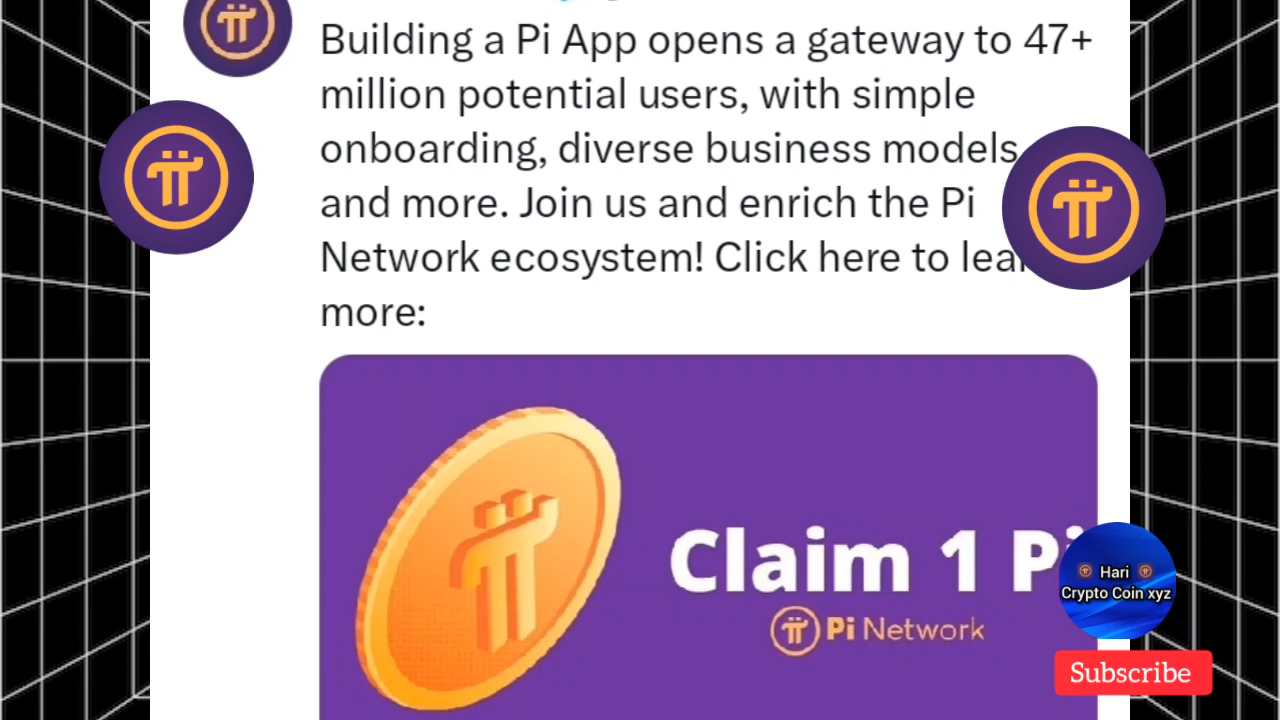 Building a Pi App opens a gateway to 47+
million potential users, with simple
onboarding, diverse business models
and more. Join us and enrich the Pi
Network ecosystem! Click here to
more:
Claim 1 Pi
Pi Network
Hari
Crypto Coin xyz
Subscribe